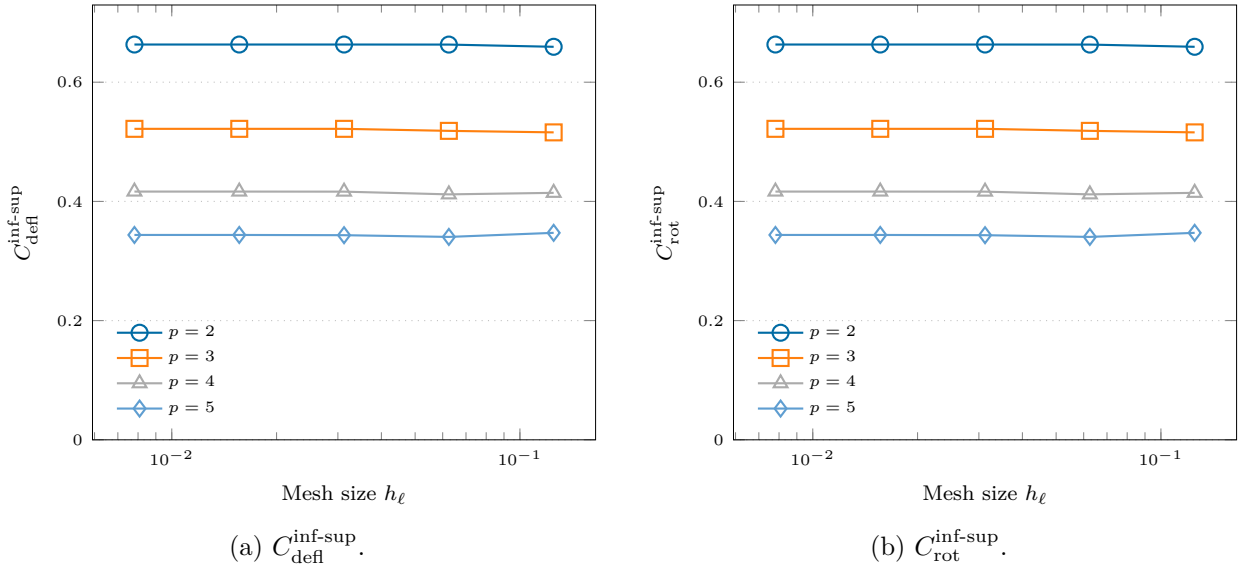 0.6
0.4
0.2
0
C_defl^inf-sup
p = 2
p = 3
p = 4
p = 5
10^−2
10^−1
Mesh size h_ℓ
(a) C_defl^inf-sup.
0.6
0.4
0.2
0
C_rot^inf-sup
p = 2
p = 3
p = 4
p = 5
10^−2
10^−1
Mesh size h_ℓ
(b) C_rot^inf-sup.